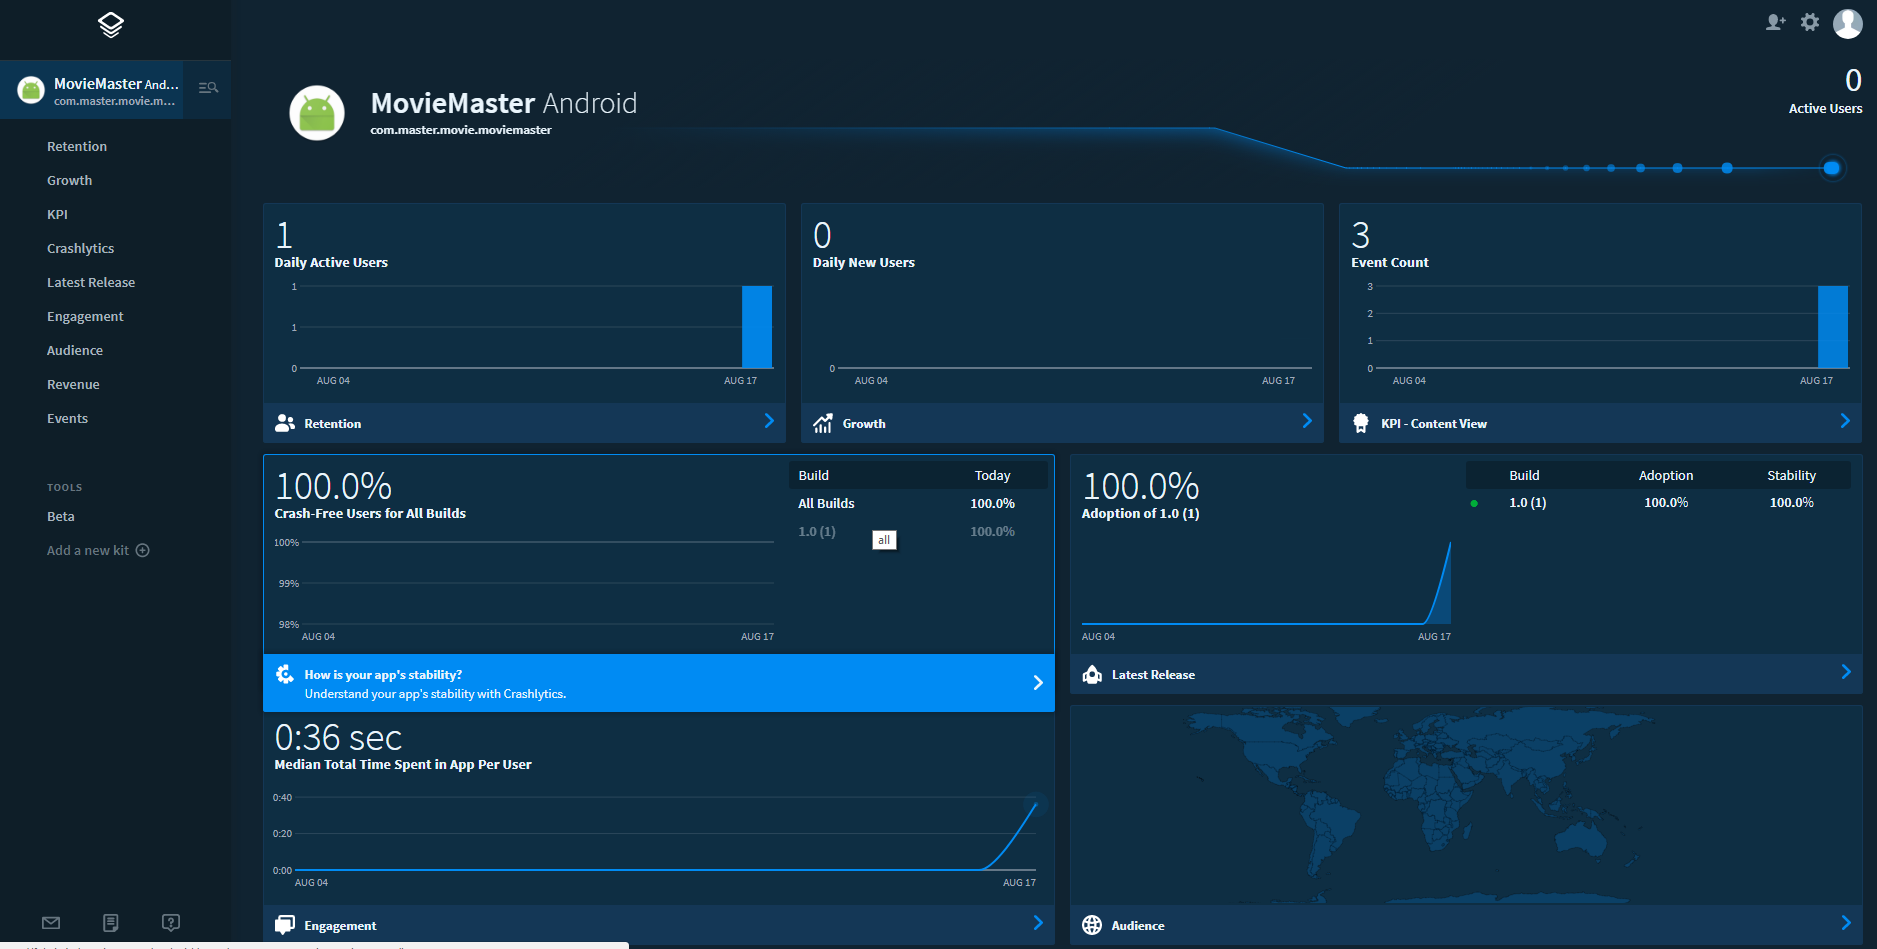 MovieMaster And...
com.master.movie.m...
Retention
Growth
KPI
Crashlytics
Latest Release
Engagement
Audience
Revenue
Events
TOOLS
Beta
Add a new kit
MovieMaster Android
com.master.movie.moviemaster
0
Active Users
1
Daily Active Users
1
1
0
AUG 04 AUG 17
Retention
0
Daily New Users
0
AUG 04 AUG 17
Growth
3
Event Count
3
2
1
0
AUG 04 AUG 17
KPI - Content View
100.0%
Crash-Free Users for All Builds
100%
99%
98%
AUG 04 AUG 17
Build Today
All Builds 100.0%
1.0 (1) 100.0%
all
How is your app's stability?
Understand your app's stability with Crashlytics.
100.0%
Adoption of 1.0 (1)
AUG 04 AUG 17
Build Adoption Stability
1.0 (1) 100.0% 100.0%
Latest Release
0:36 sec
Median Total Time Spent in App Per User
0:40
0:20
0:00
AUG 04 AUG 17
Engagement
Audience